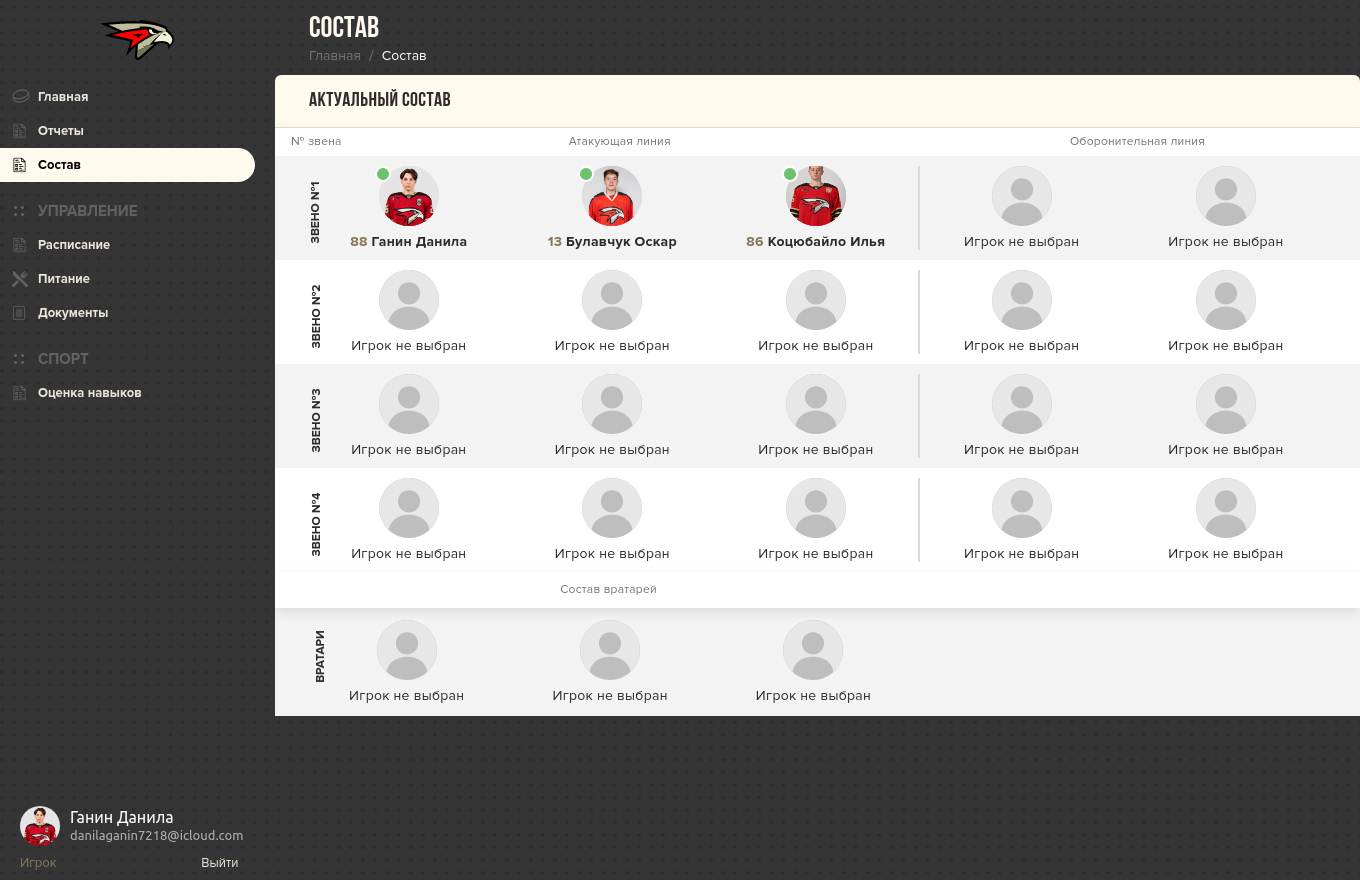 СОСТАВ
Главная / Состав
Главная
Отчеты
Состав
УПРАВЛЕНИЕ
Расписание
Питание
Документы
СПОРТ
Оценка навыков
АКТУАЛЬНЫЙ СОСТАВ
№ звена Атакующая линия Оборонительная линия
ЗВЕНО №1
88 Ганин Данила 13 Булавчук Оскар 86 Коцюбайло Илья Игрок не выбран Игрок не выбран
ЗВЕНО №2
Игрок не выбран Игрок не выбран Игрок не выбран Игрок не выбран Игрок не выбран
ЗВЕНО №3
Игрок не выбран Игрок не выбран Игрок не выбран Игрок не выбран Игрок не выбран
ЗВЕНО №4
Игрок не выбран Игрок не выбран Игрок не выбран Игрок не выбран Игрок не выбран
Состав вратарей
ВРАТАРИ
Игрок не выбран Игрок не выбран Игрок не выбран
Ганин Данила
danilaganin7218@icloud.com
Игрок Выйти